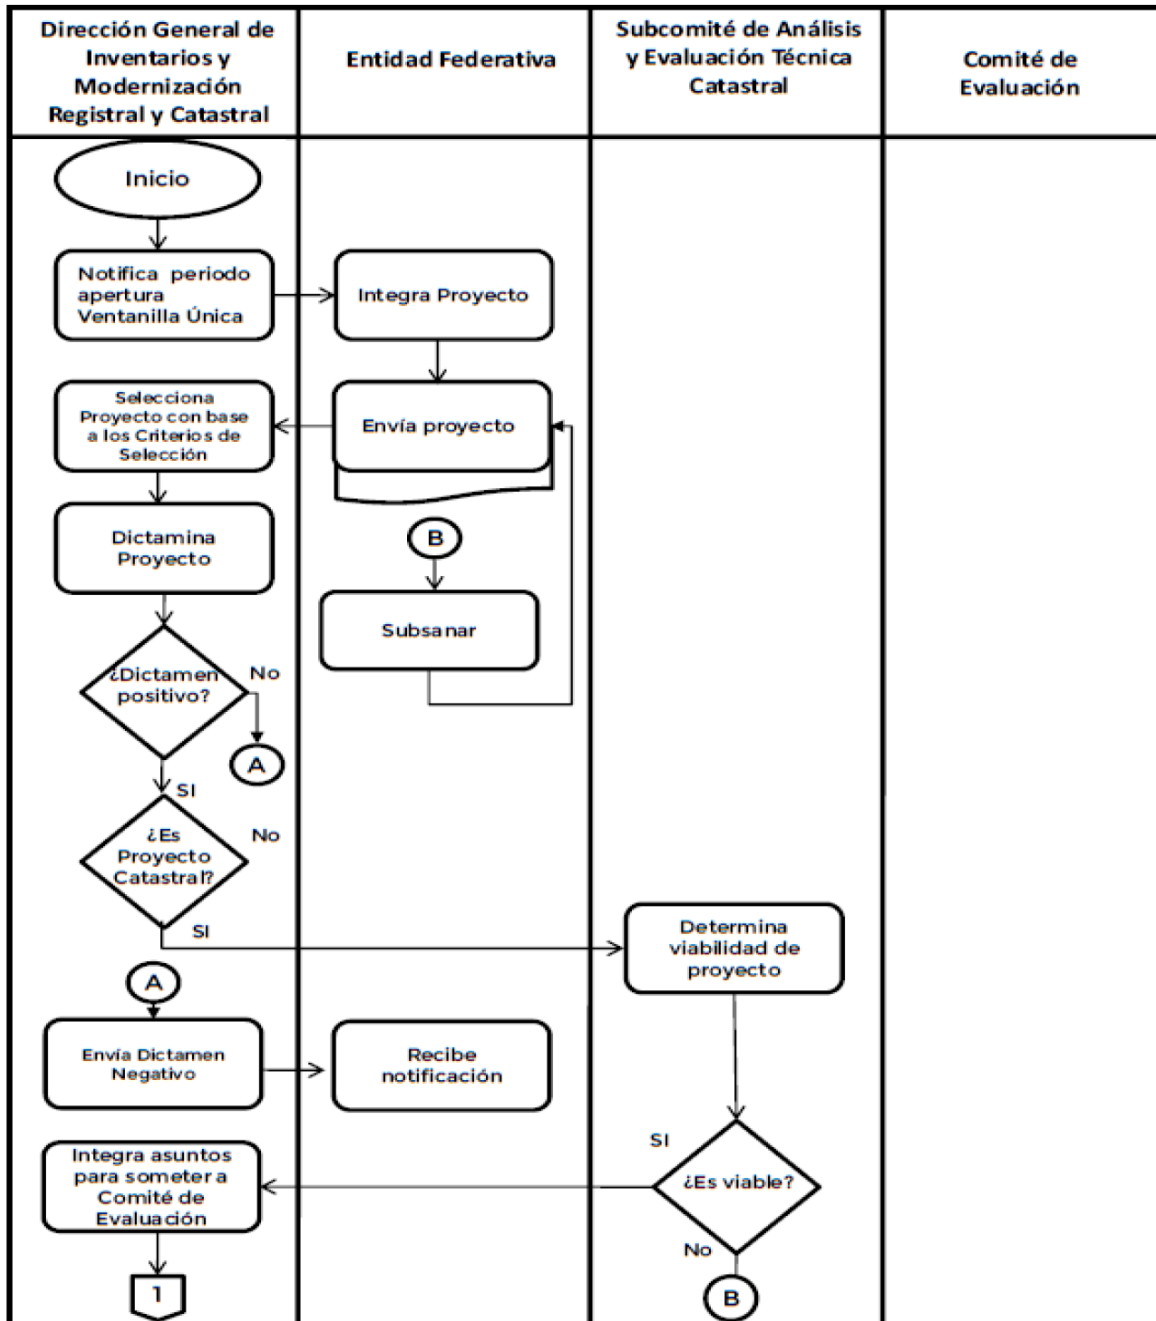 Dirección General de
Inventarios y
Modernización
Registral y Catastral
Entidad Federativa
Subcomité de Análisis
y Evaluación Técnica
Catastral
Comité de
Evaluación
Inicio
Notifica periodo
apertura
Ventanilla Única
Integra Proyecto
Selecciona
Proyecto con base
a los Criterios de
Selección
Envía proyecto
Dictamina
Proyecto
B
Subsanar
¿Dictamen
positivo?
No
A
SI
¿Es
Proyecto
Catastral?
No
SI
Determina
viabilidad de
proyecto
A
Envía Dictamen
Negativo
Recibe
notificación
Integra asuntos
para someter a
Comité de
Evaluación
SI
¿Es viable?
No
B
1